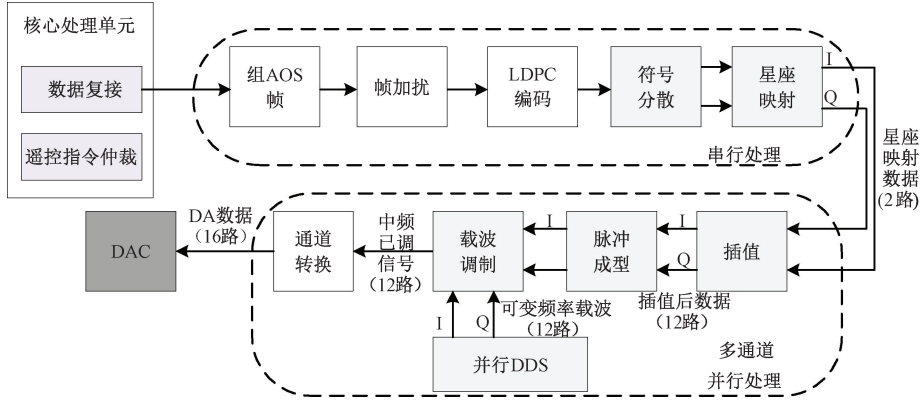 核心处理单元
数据复接
遥控指令仲裁
组AOS
帧
帧加扰
LDPC
编码
符号
分散
星座
映射
I
Q
串行处理
星座
映射
数据
(2路)
DAC
DA数据
(16路)
通道
转换
中频
已调
信号
(12路)
载波
调制
I
脉冲
成型
I
Q
插值
插值后数据
(12路)
可变频率载波
(12路)
I
Q
并行DDS
多通道
并行处理